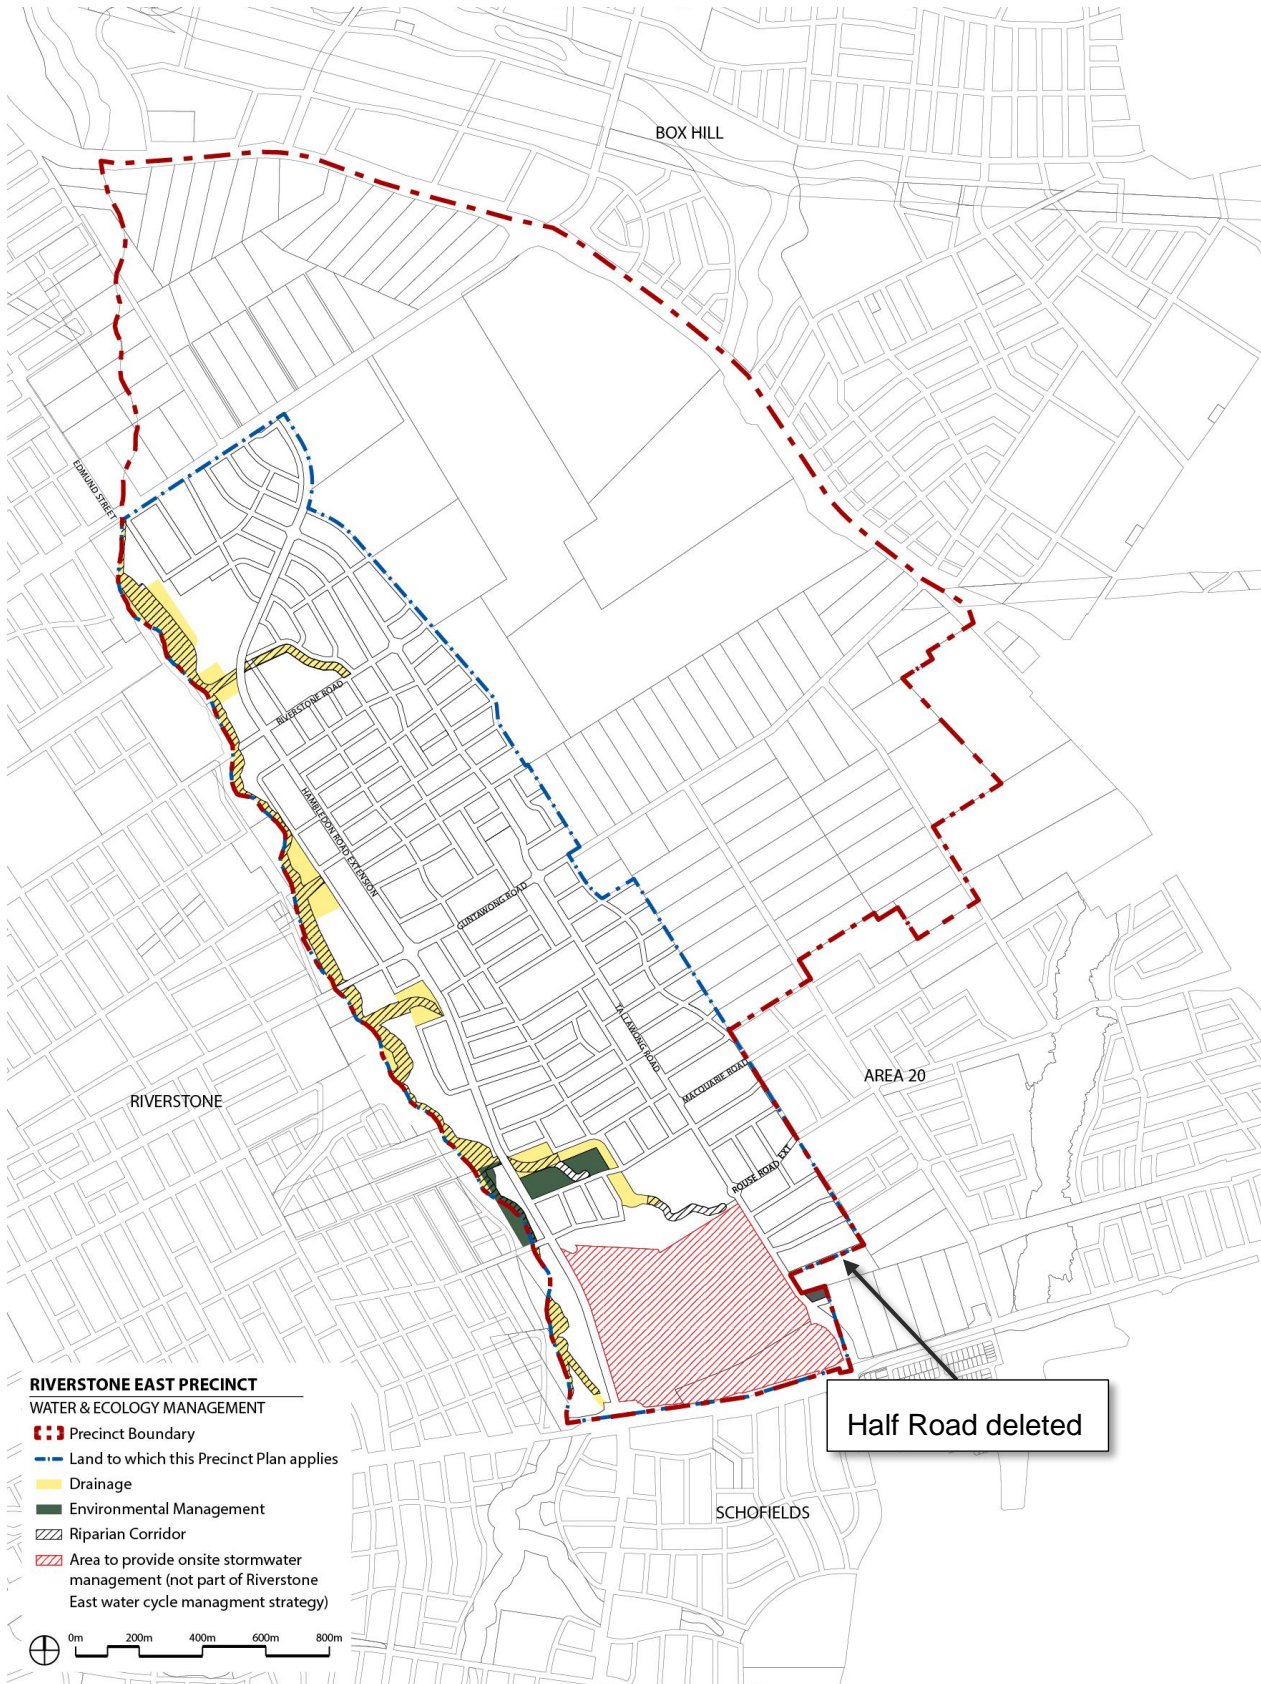 BOX HILL
EDMUND STREET
RIVERSTONE ROAD
HAMBLEDON ROAD EXTENSION
GUNTAWONG ROAD
TALLAWONG ROAD
MACQUARIE ROAD
AREA 20
RIVERSTONE
ROUSE ROAD EXT
Half Road deleted
SCHOFIELDS
RIVERSTONE EAST PRECINCT
WATER & ECOLOGY MANAGEMENT
Precinct Boundary
Land to which this Precinct Plan applies
Drainage
Environmental Management
Riparian Corridor
Area to provide onsite stormwater
management (not part of Riverstone
East water cycle managment strategy)
0m 200m 400m 600m 800m